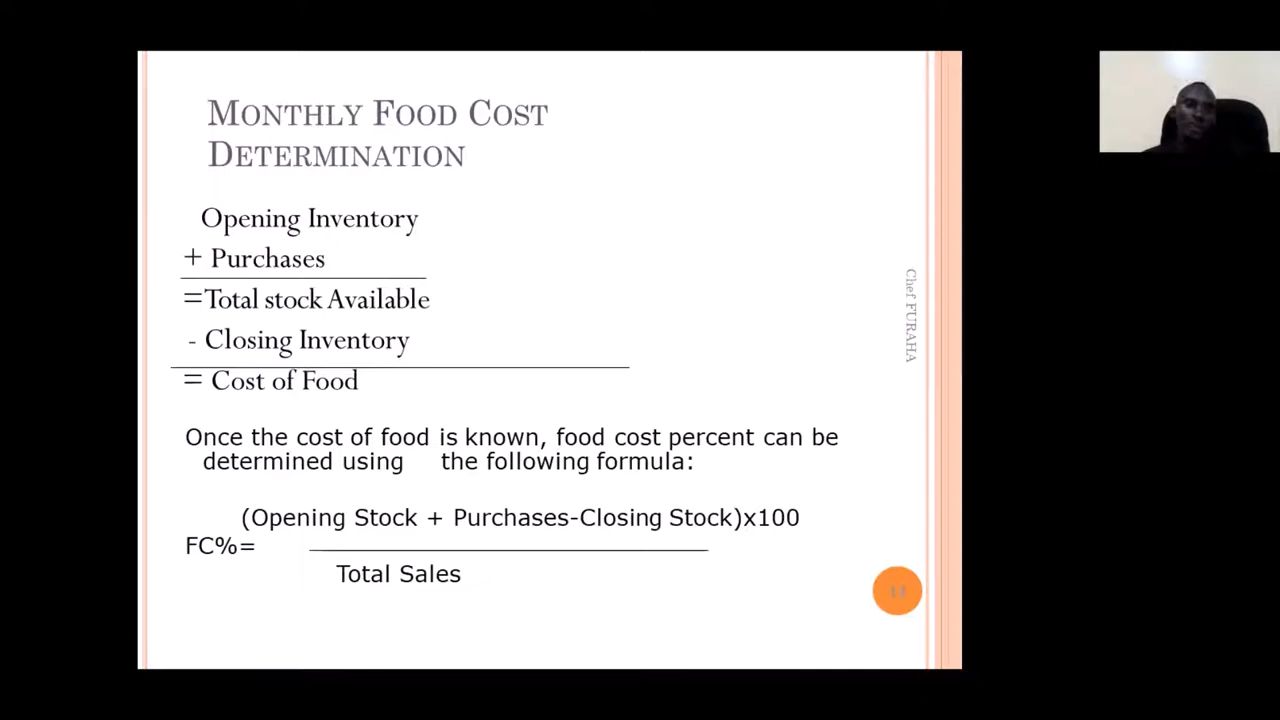 MONTHLY FOOD COST
DETERMINATION
Opening Inventory
+ Purchases
=Total stock Available
- Closing Inventory
= Cost of Food
Once the cost of food is known, food cost percent can be
determined using the following formula:
(Opening Stock + Purchases-Closing Stock)x100
FC%=
Total Sales
Chef FURAHA